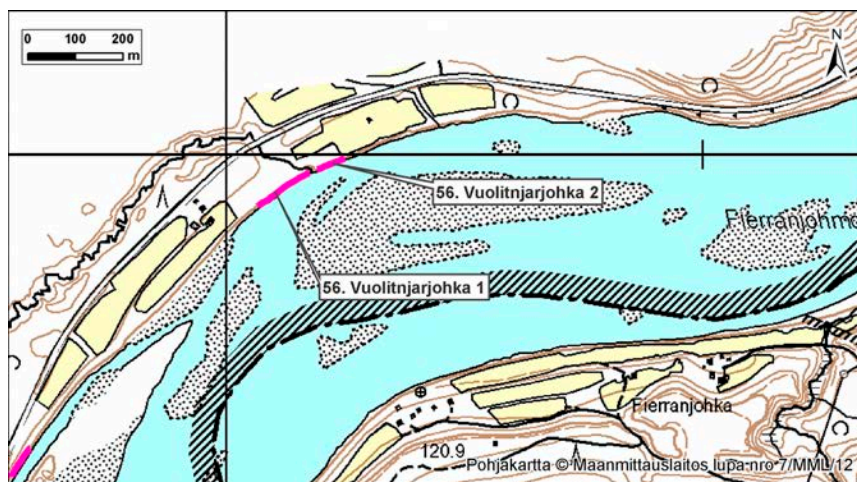 0 100 200
m
N
56. Vuolitnjarjohka 2
Fierranjohmo
56. Vuolitnjarjohka 1
Fierranjohka
120.9
Pohjakartta © Maanmittauslaitos lupa nro 7/MML/12